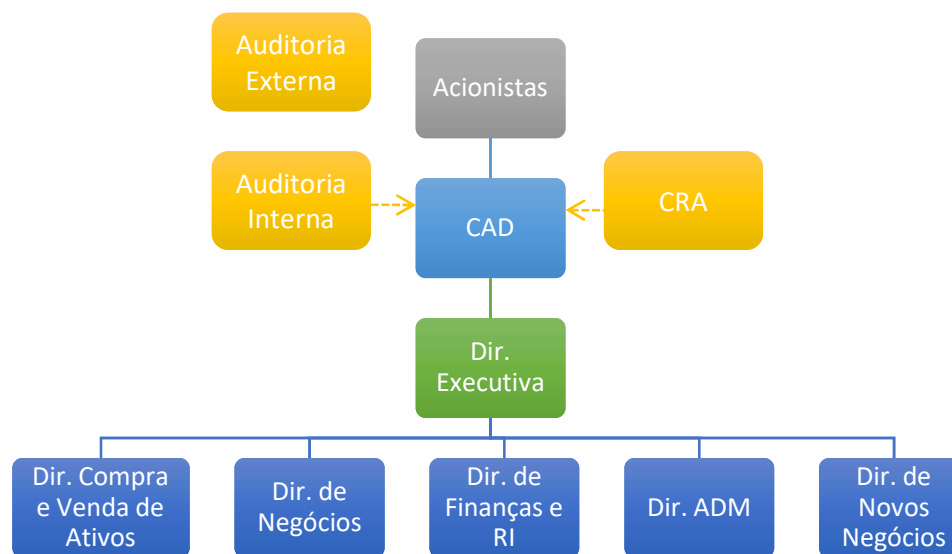 Auditoria
Externa
Acionistas
Auditoria
Interna
CAD
CRA
Dir.
Executiva
Dir. Compra
e Venda de
Ativos
Dir. de
Negócios
Dir. de
Finanças e
RI
Dir. ADM
Dir. de
Novos
Negócios